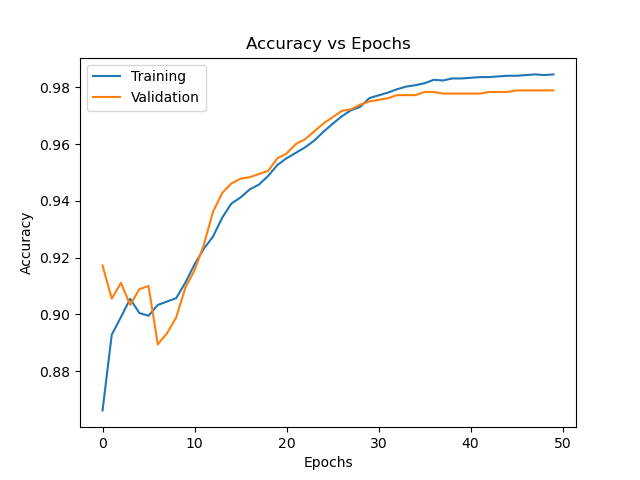 Accuracy vs Epochs
Training
Validation
0.98
0.96
0.94
0.92
0.90
0.88
Accuracy
0 10 20 30 40 50
Epochs